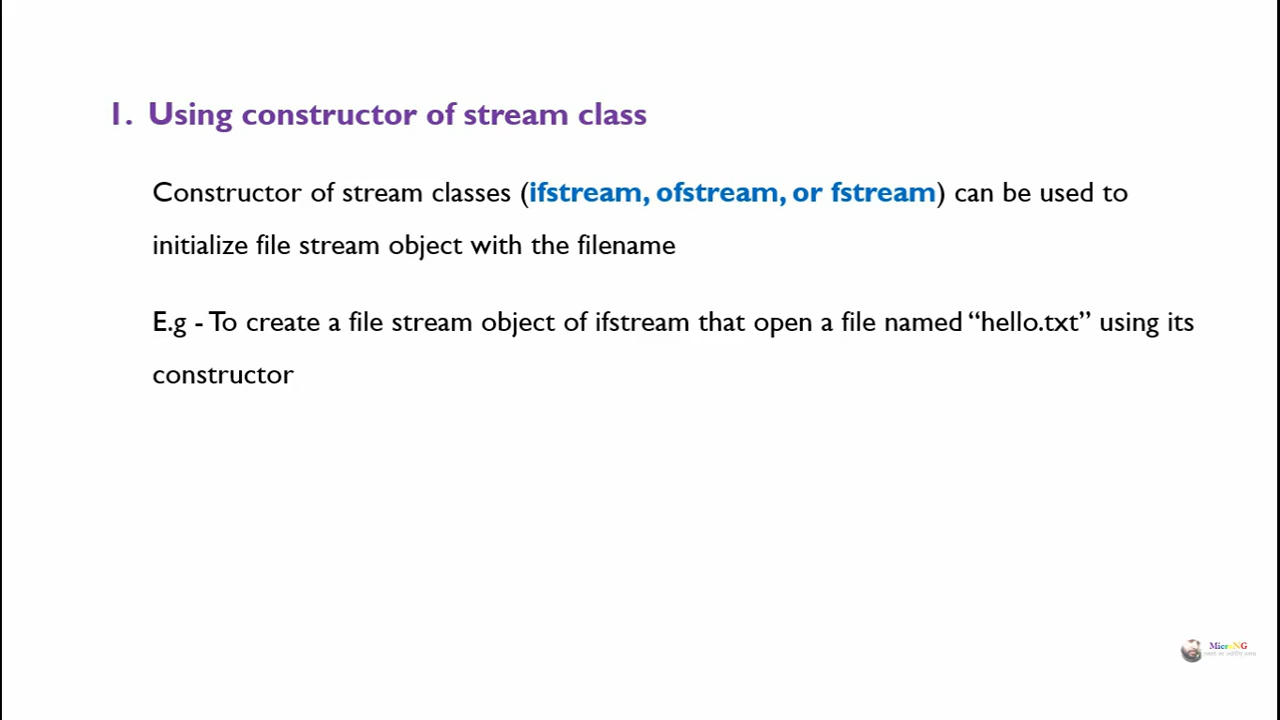 1. Using constructor of stream class
Constructor of stream classes (ifstream, ofstream, or fstream) can be used to
initialize file stream object with the filename
E.g - To create a file stream object of ifstream that open a file named “hello.txt” using its
constructor
MicroNG